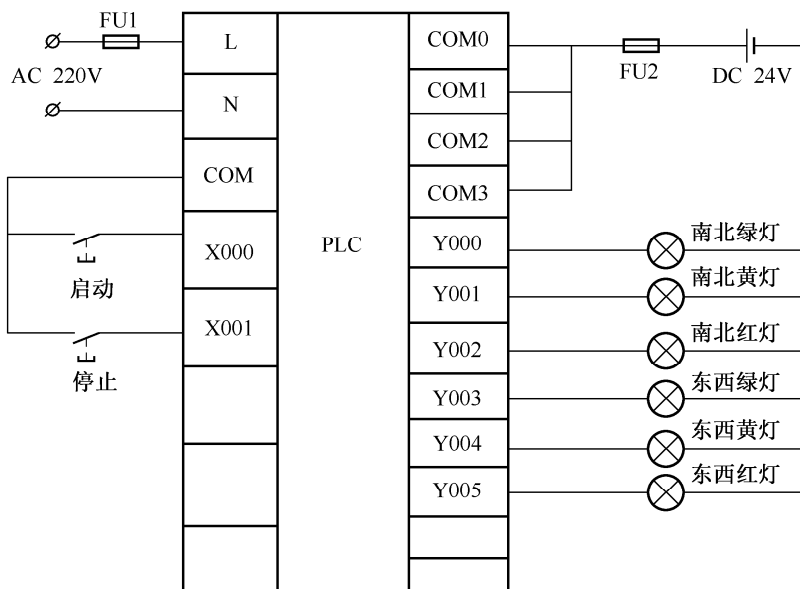 FU1
AC 220V
L
N
COM
X000
启动
X001
停止
PLC
COM0
COM1
COM2
COM3
Y000
Y001
Y002
Y003
Y004
Y005
FU2
DC 24V
南北绿灯
南北黄灯
南北红灯
东西绿灯
东西黄灯
东西红灯